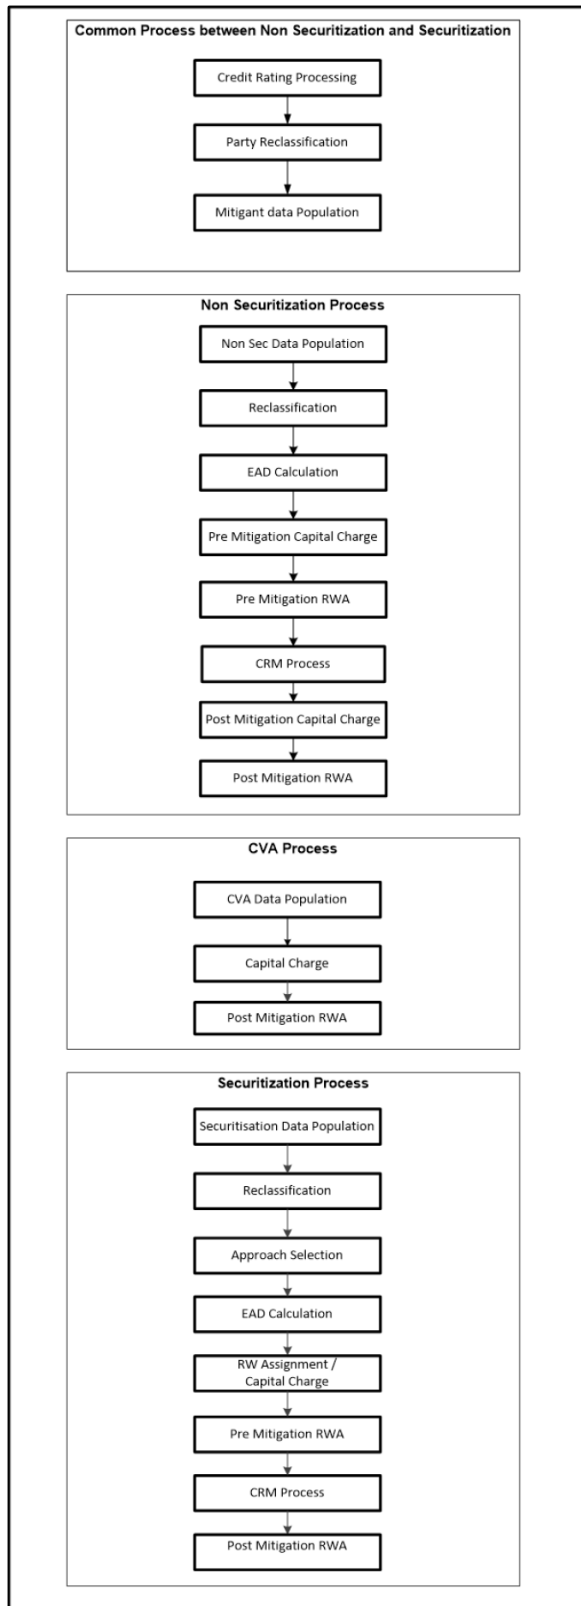 Common Process between Non Securitization and Securitization
Credit Rating Processing
Party Reclassification
Mitigant data Population
Non Securitization Process
Non Sec Data Population
Reclassification
EAD Calculation
Pre Mitigation Capital Charge
Pre Mitigation RWA
CRM Process
Post Mitigation Capital Charge
Post Mitigation RWA
CVA Process
CVA Data Population
Capital Charge
Post Mitigation RWA
Securitization Process
Securitisation Data Population
Reclassification
Approach Selection
EAD Calculation
RW Assignment /
Capital Charge
Pre Mitigation RWA
CRM Process
Post Mitigation RWA